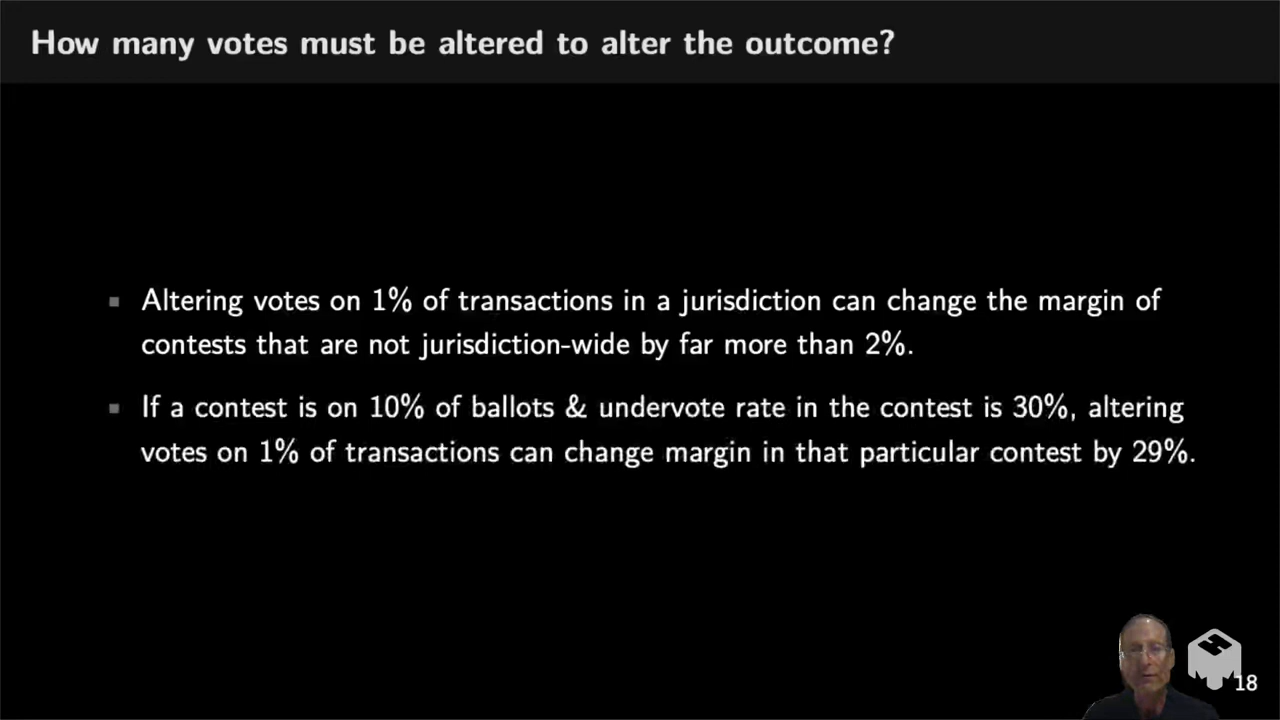 How many votes must be altered to alter the outcome?
Altering votes on 1% of transactions in a jurisdiction can change the margin of
contests that are not jurisdiction-wide by far more than 2%.
If a contest is on 10% of ballots & undervote rate in the contest is 30%, altering
votes on 1% of transactions can change margin in that particular contest by 29%.
18